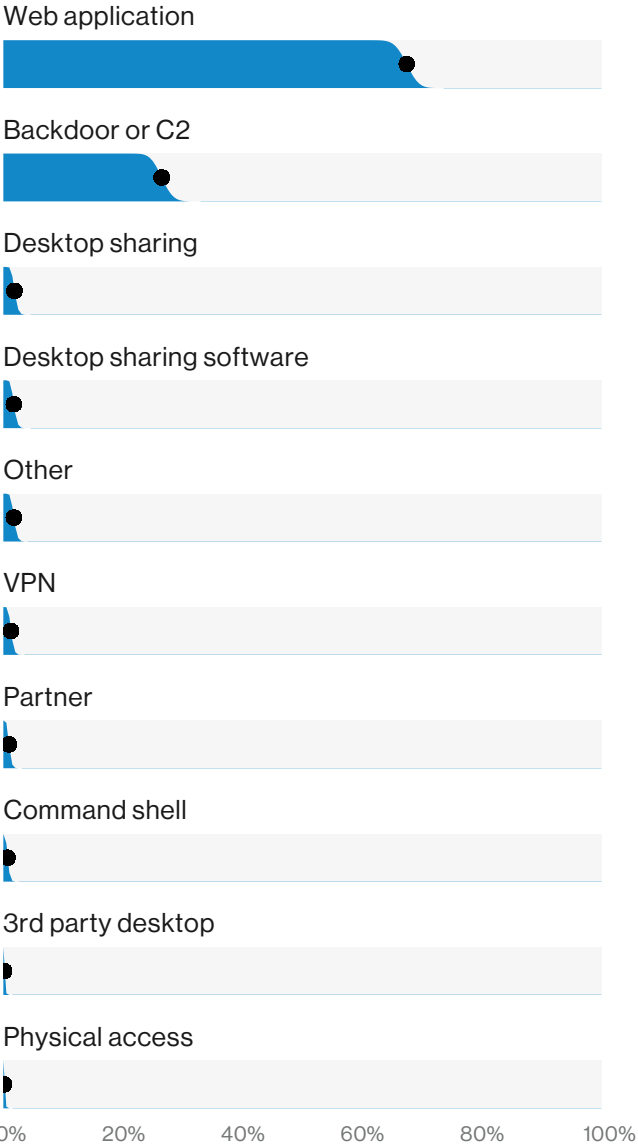 Web application
Backdoor or C2
Desktop sharing
Desktop sharing software
Other
VPN
Partner
Command shell
3rd party desktop
Physical access
0% 20% 40% 60% 80% 100%